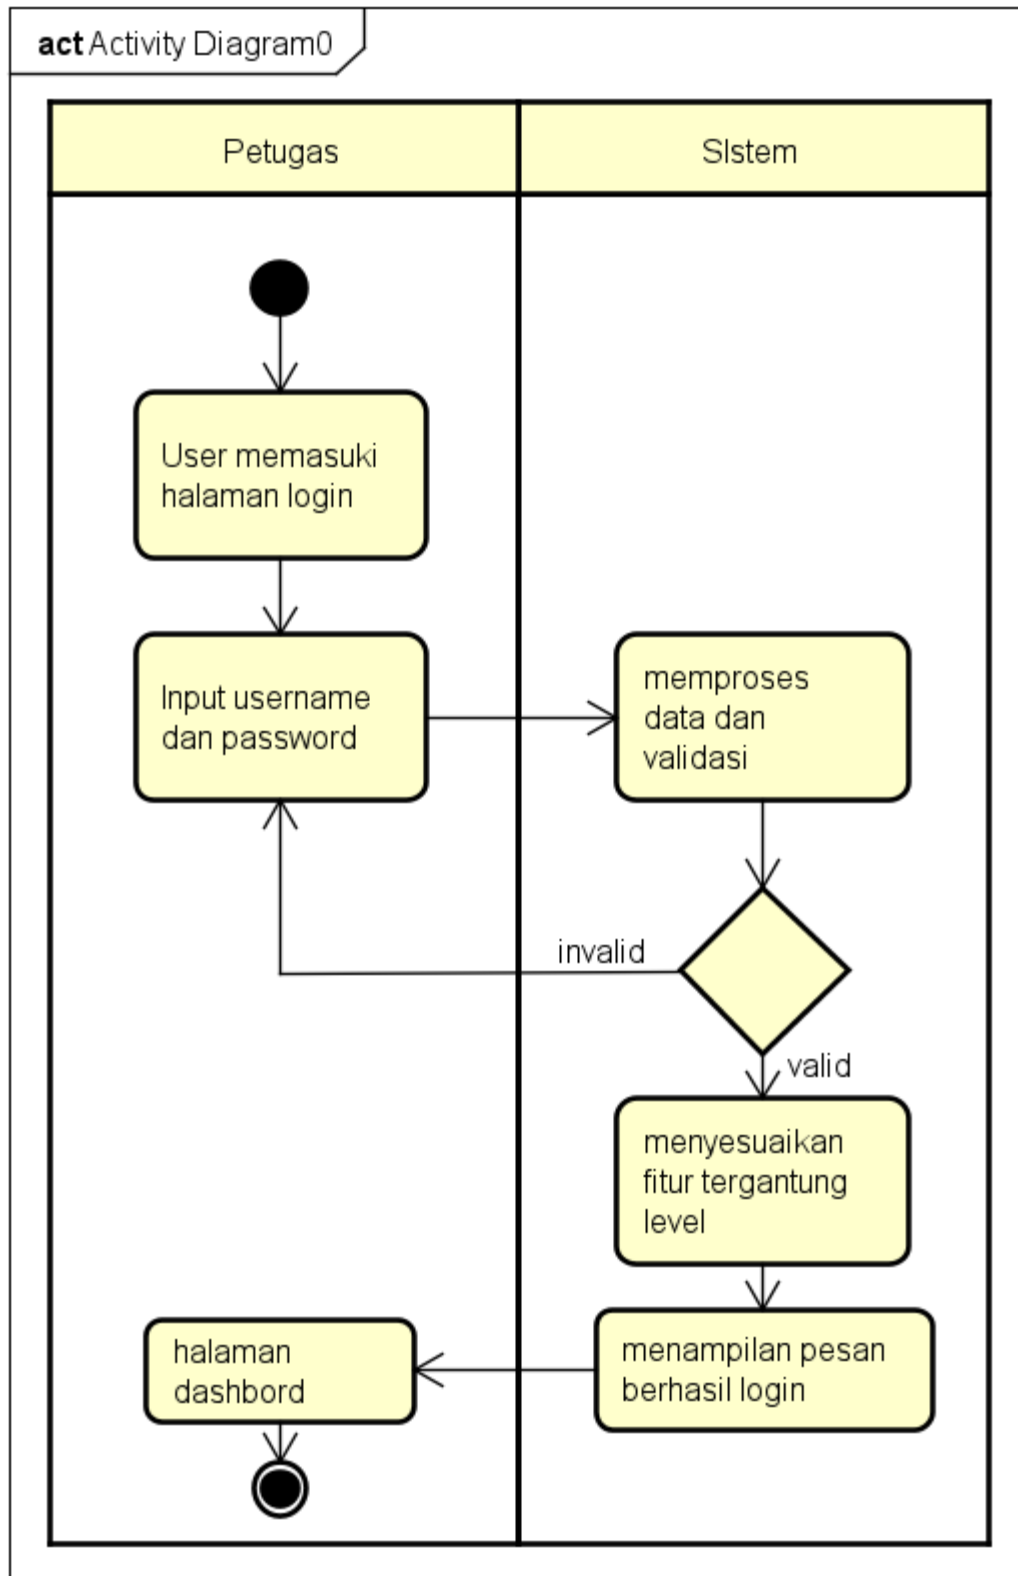 act Activity Diagram0
Petugas
SIstem
User memasuki
halaman login
Input username
dan password
memproses
data dan
validasi
invalid
valid
menyesuaikan
fitur tergantung
level
menampilan pesan
berhasil login
halaman
dashbord